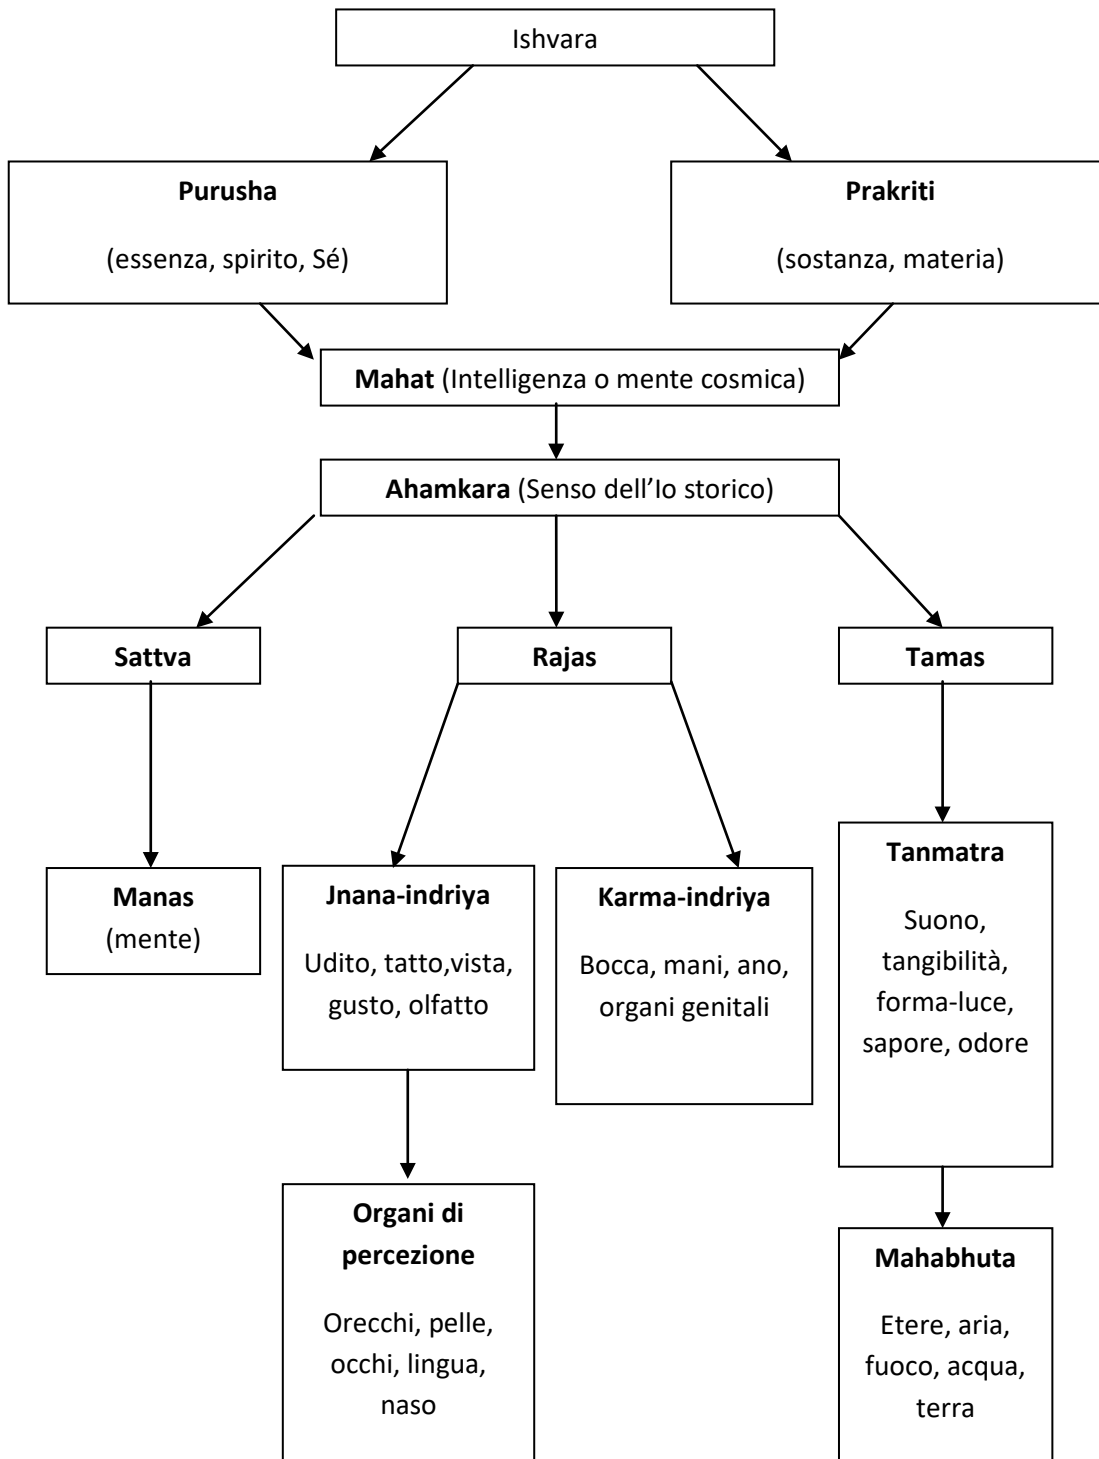 Ishvara
Purusha
(essenza, spirito, Sé)
Prakriti
(sostanza, materia)
Mahat (Intelligenza o mente cosmica)
Ahamkara (Senso dell’Io storico)
Sattva
Rajas
Tamas
Manas
(mente)
Jnana-indriya
Udito, tatto,vista,
gusto, olfatto
Karma-indriya
Bocca, mani, ano,
organi genitali
Tanmatra
Suono,
tangibilità,
forma-luce,
sapore, odore
Organi di
percezione
Orecchi, pelle,
occhi, lingua,
naso
Mahabhuta
Etere, aria,
fuoco, acqua,
terra